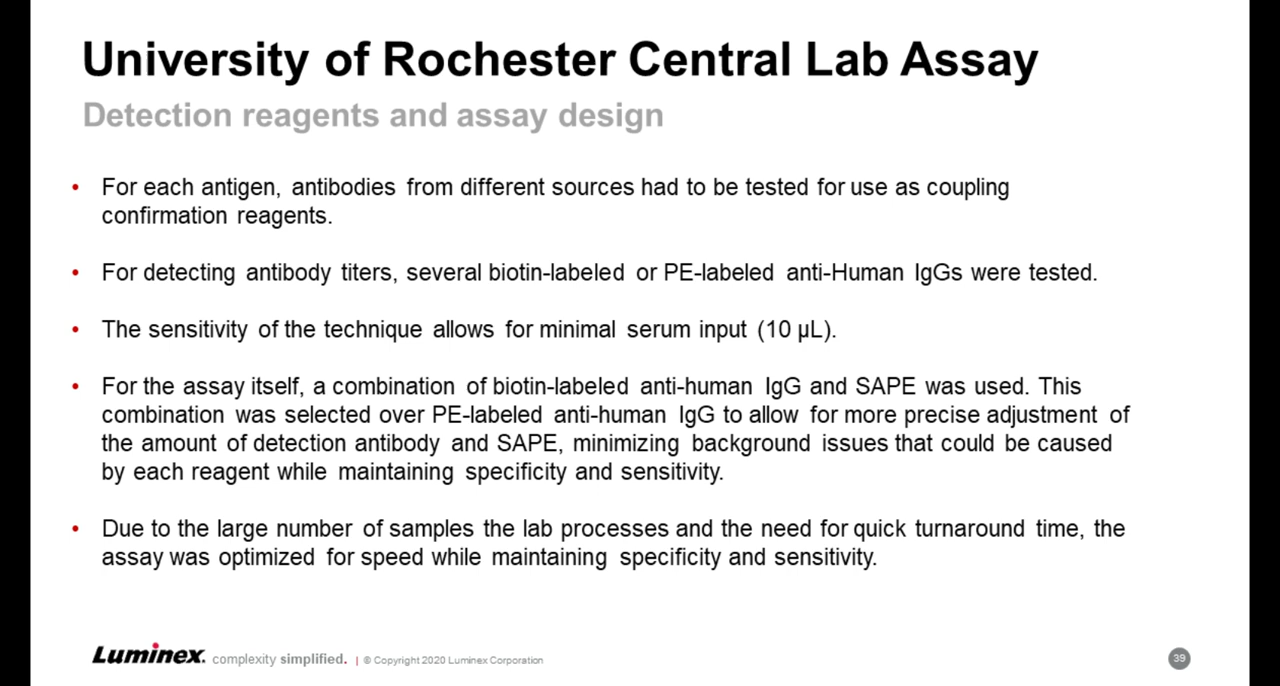 University of Rochester Central Lab Assay
Detection reagents and assay design
• For each antigen, antibodies from different sources had to be tested for use as coupling
confirmation reagents.
• For detecting antibody titers, several biotin-labeled or PE-labeled anti-Human IgGs were tested.
• The sensitivity of the technique allows for minimal serum input (10 µL).
• For the assay itself, a combination of biotin-labeled anti-human IgG and SAPE was used. This
combination was selected over PE-labeled anti-human IgG to allow for more precise adjustment of
the amount of detection antibody and SAPE, minimizing background issues that could be caused
by each reagent while maintaining specificity and sensitivity.
• Due to the large number of samples the lab processes and the need for quick turnaround time, the
assay was optimized for speed while maintaining specificity and sensitivity.
Luminex. complexity simplified. | © Copyright 2020 Luminex Corporation
39